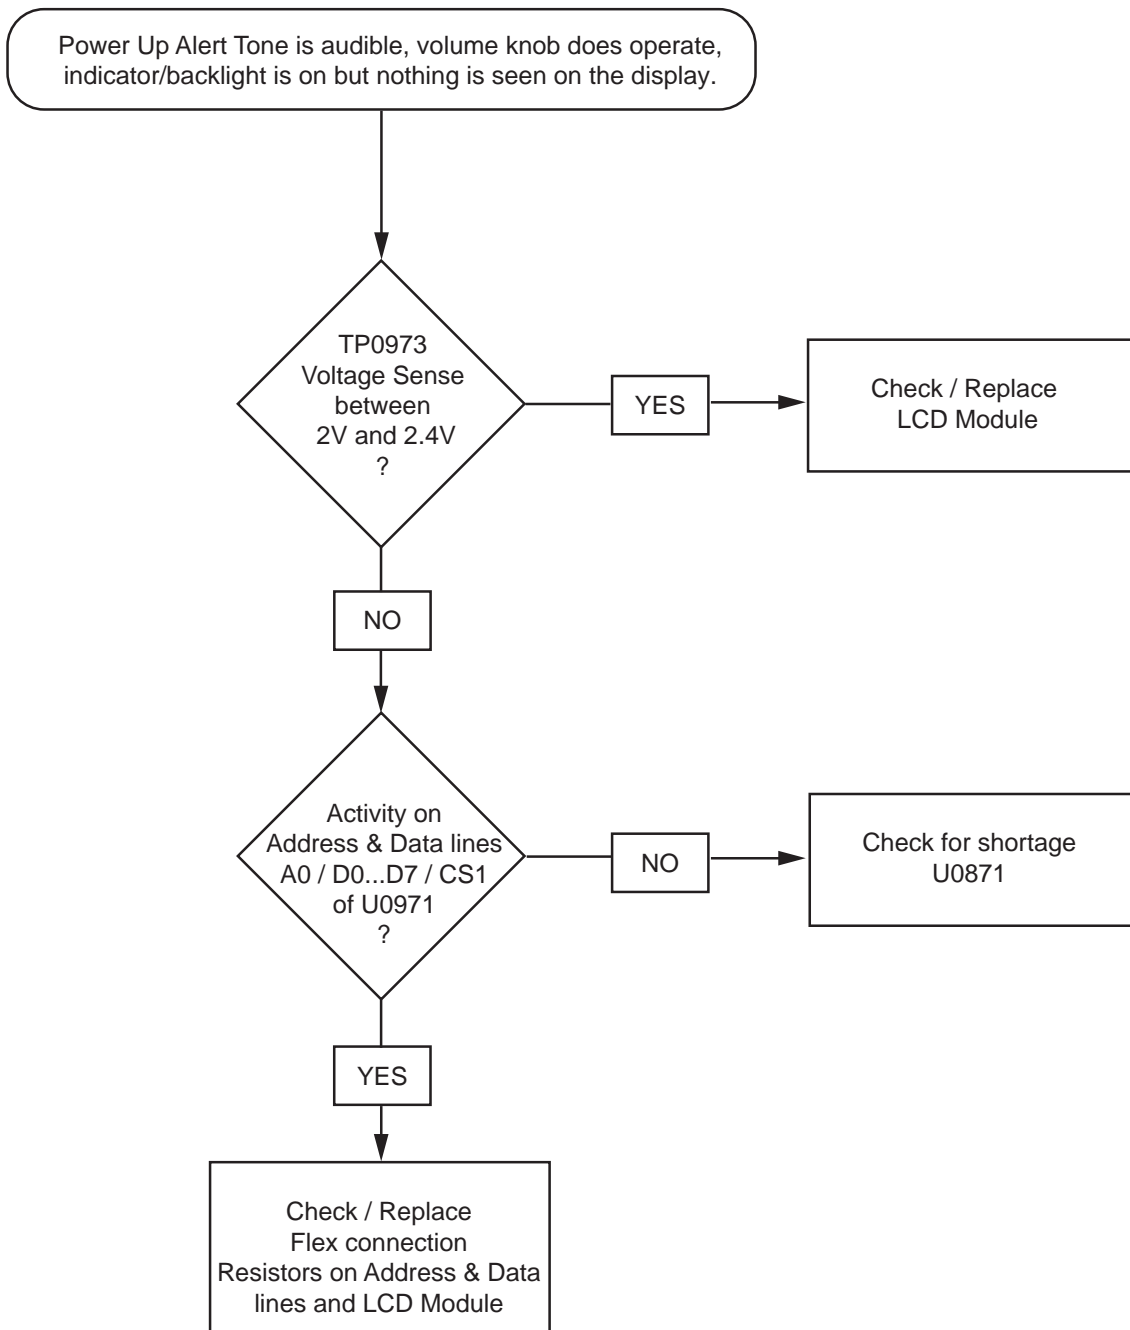 Power Up Alert Tone is audible, volume knob does operate,
indicator/backlight is on but nothing is seen on the display.
TP0973
Voltage Sense
between
2V and 2.4V
?
YES
Check / Replace
LCD Module
NO
Activity on
Address & Data lines
A0 / D0...D7 / CS1
of U0971
?
NO
Check for shortage
U0871
YES
Check / Replace
Flex connection
Resistors on Address & Data
lines and LCD Module